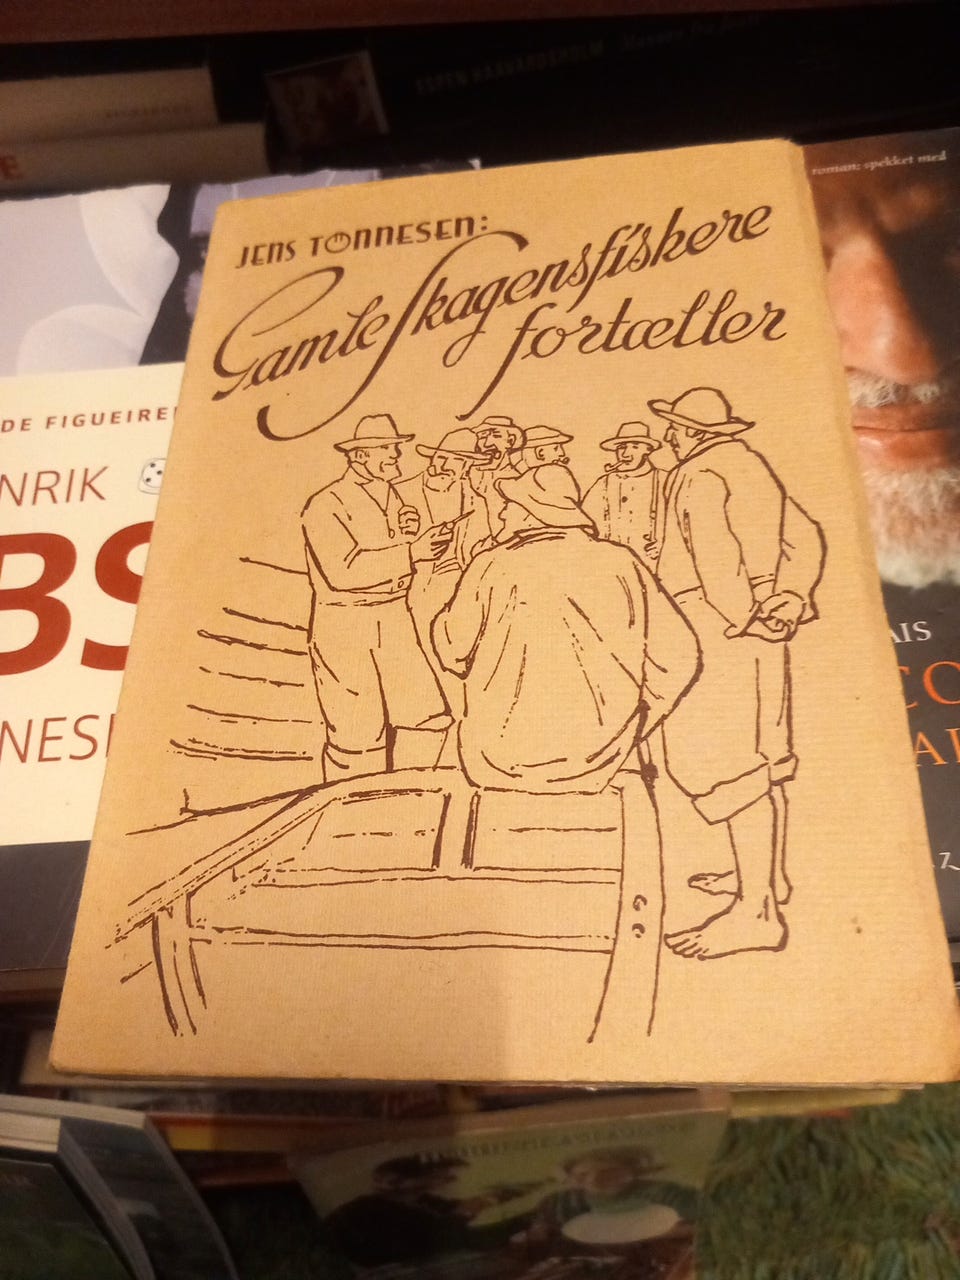 JENS TØNNESEN:
Gamle Skagensfiskere
fortæller
roman: spekket med
DE FIGUEIRE
NRIK
BS
NES
AIS
CO